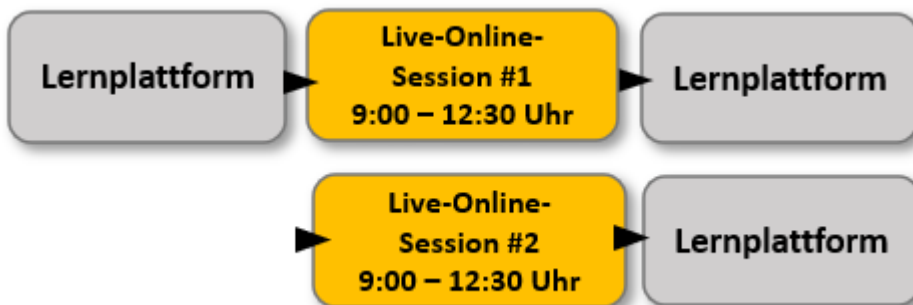 Lernplattform
Live-Online-
Session #1
9:00 – 12:30 Uhr
Lernplattform
Live-Online-
Session #2
9:00 – 12:30 Uhr
Lernplattform